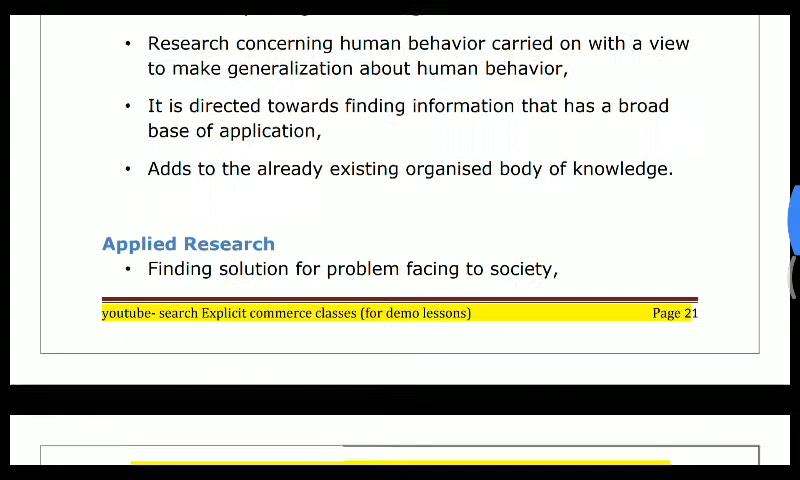 • Research concerning human behavior carried on with a view
to make generalization about human behavior,
• It is directed towards finding information that has a broad
base of application,
• Adds to the already existing organised body of knowledge.
Applied Research
• Finding solution for problem facing to society,
youtube- search Explicit commerce classes (for demo lessons) Page 21